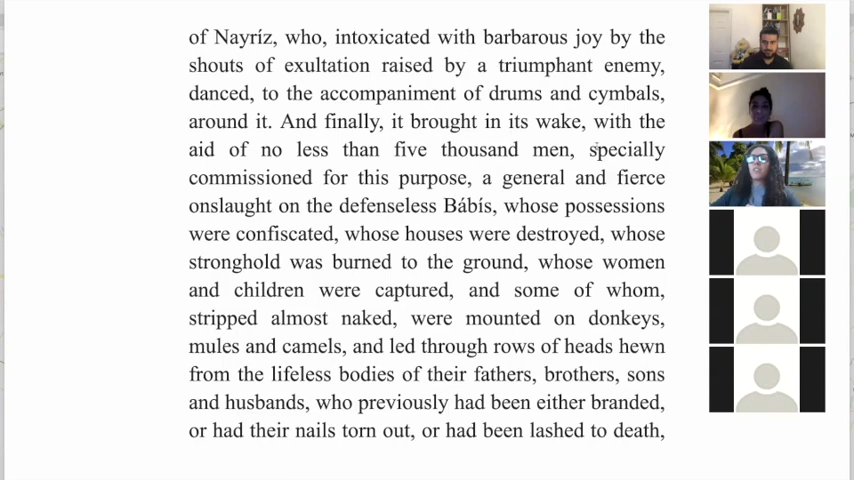 of Nayríz, who, intoxicated with barbarous joy by the
shouts of exultation raised by a triumphant enemy,
danced, to the accompaniment of drums and cymbals,
around it. And finally, it brought in its wake, with the
aid of no less than five thousand men, specially
commissioned for this purpose, a general and fierce
onslaught on the defenseless Bábís, whose possessions
were confiscated, whose houses were destroyed, whose
stronghold was burned to the ground, whose women
and children were captured, and some of whom,
stripped almost naked, were mounted on donkeys,
mules and camels, and led through rows of heads hewn
from the lifeless bodies of their fathers, brothers, sons
and husbands, who previously had been either branded,
or had their nails torn out, or had been lashed to death,